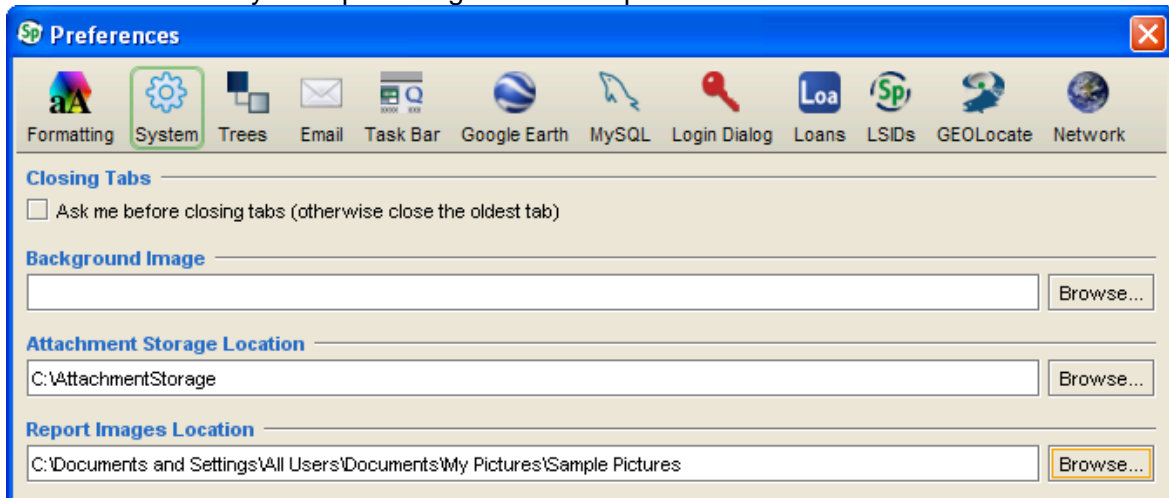 Sp Preferences
aA Loa Sp
Formatting System Trees Email Task Bar Google Earth MySQL Login Dialog Loans LSIDs GEOLocate Network
Closing Tabs
Ask me before closing tabs (otherwise close the oldest tab)
Background Image
Browse...
Attachment Storage Location
C:\AttachmentStorage Browse...
Report Images Location
C:\Documents and Settings\All Users\Documents\My Pictures\Sample Pictures Browse...